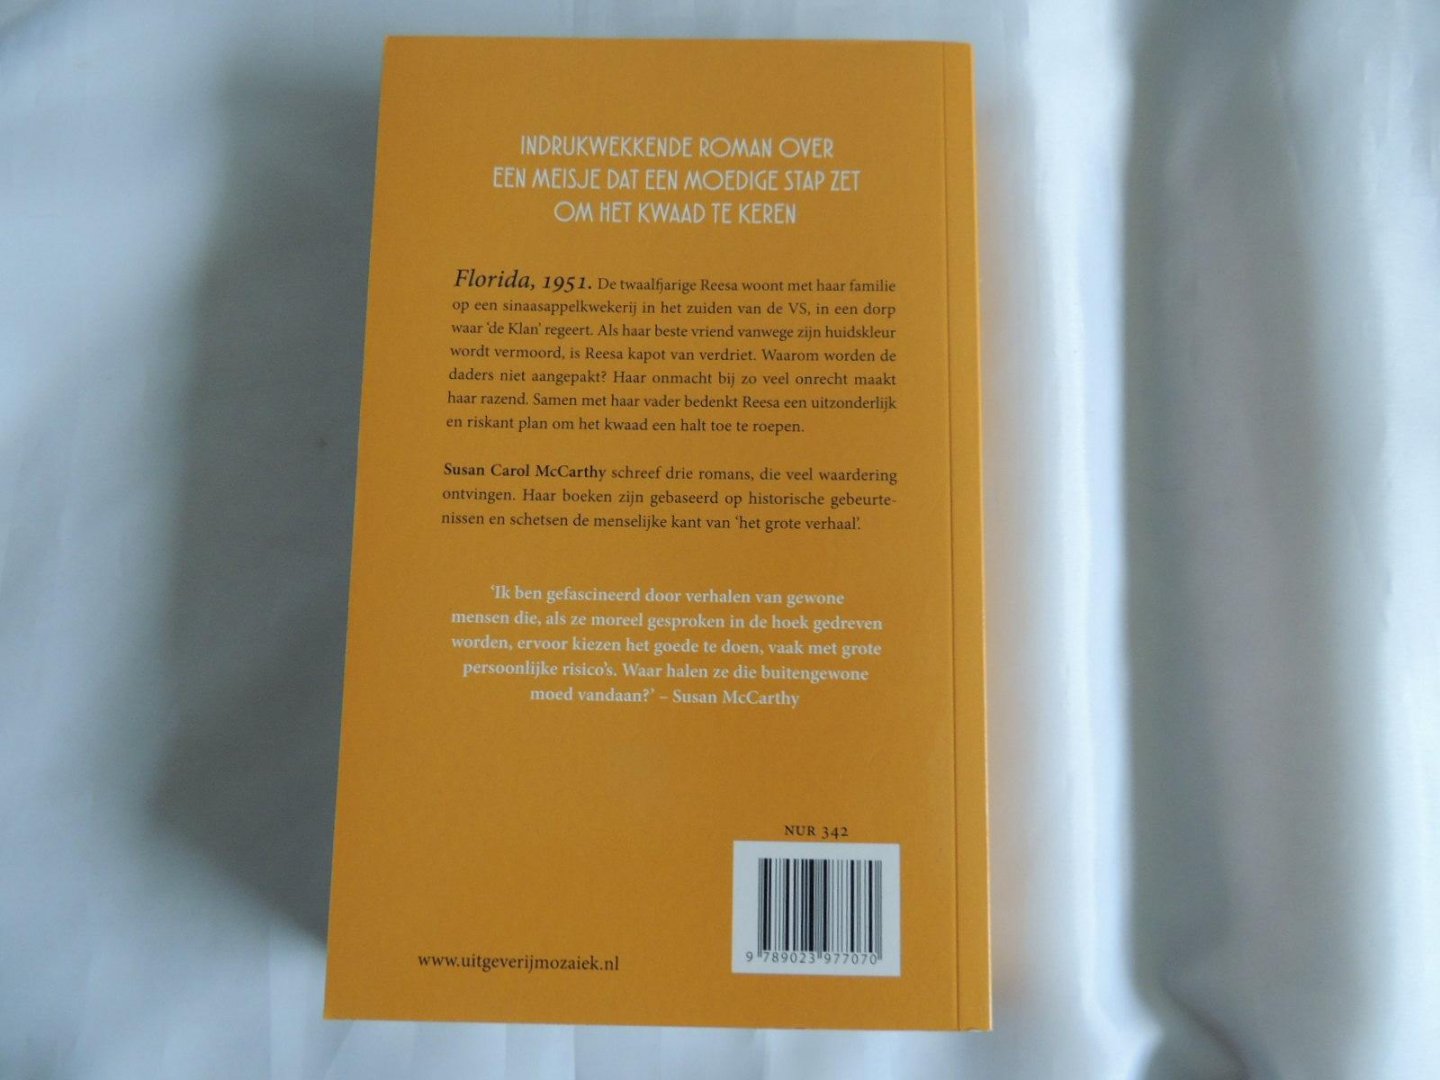 INDRUKWEKKENDE ROMAN OVER
EEN MEISJE DAT EEN MOEDIGE STAP ZET
OM HET KWAAD TE KEREN
Florida, 1951. De twaalfjarige Reesa woont met haar familie
op een sinaasappelkwekerij in het zuiden van de VS, in een dorp
waar ‘de Klan’ regeert. Als haar beste vriend vanwege zijn huidskleur
wordt vermoord, is Reesa kapot van verdriet. Waarom worden de
daders niet aangepakt? Haar onmacht bij zo veel onrecht maakt
haar razend. Samen met haar vader bedenkt Reesa een uitzonderlijk
en riskant plan om het kwaad een halt toe te roepen.
Susan Carol McCarthy schreef drie romans, die veel waardering
ontvingen. Haar boeken zijn gebaseerd op historische gebeurte-
nissen en schetsen de menselijke kant van ‘het grote verhaal’.
‘Ik ben gefascineerd door verhalen van gewone
mensen die, als ze moreel gesproken in de hoek gedreven
worden, ervoor kiezen het goede te doen, vaak met grote
persoonlijke risico’s. Waar halen ze die buitengewone
moed vandaan?’ – Susan McCarthy
NUR 342
9 789023 977070
www.uitgeverijmozaiek.nl